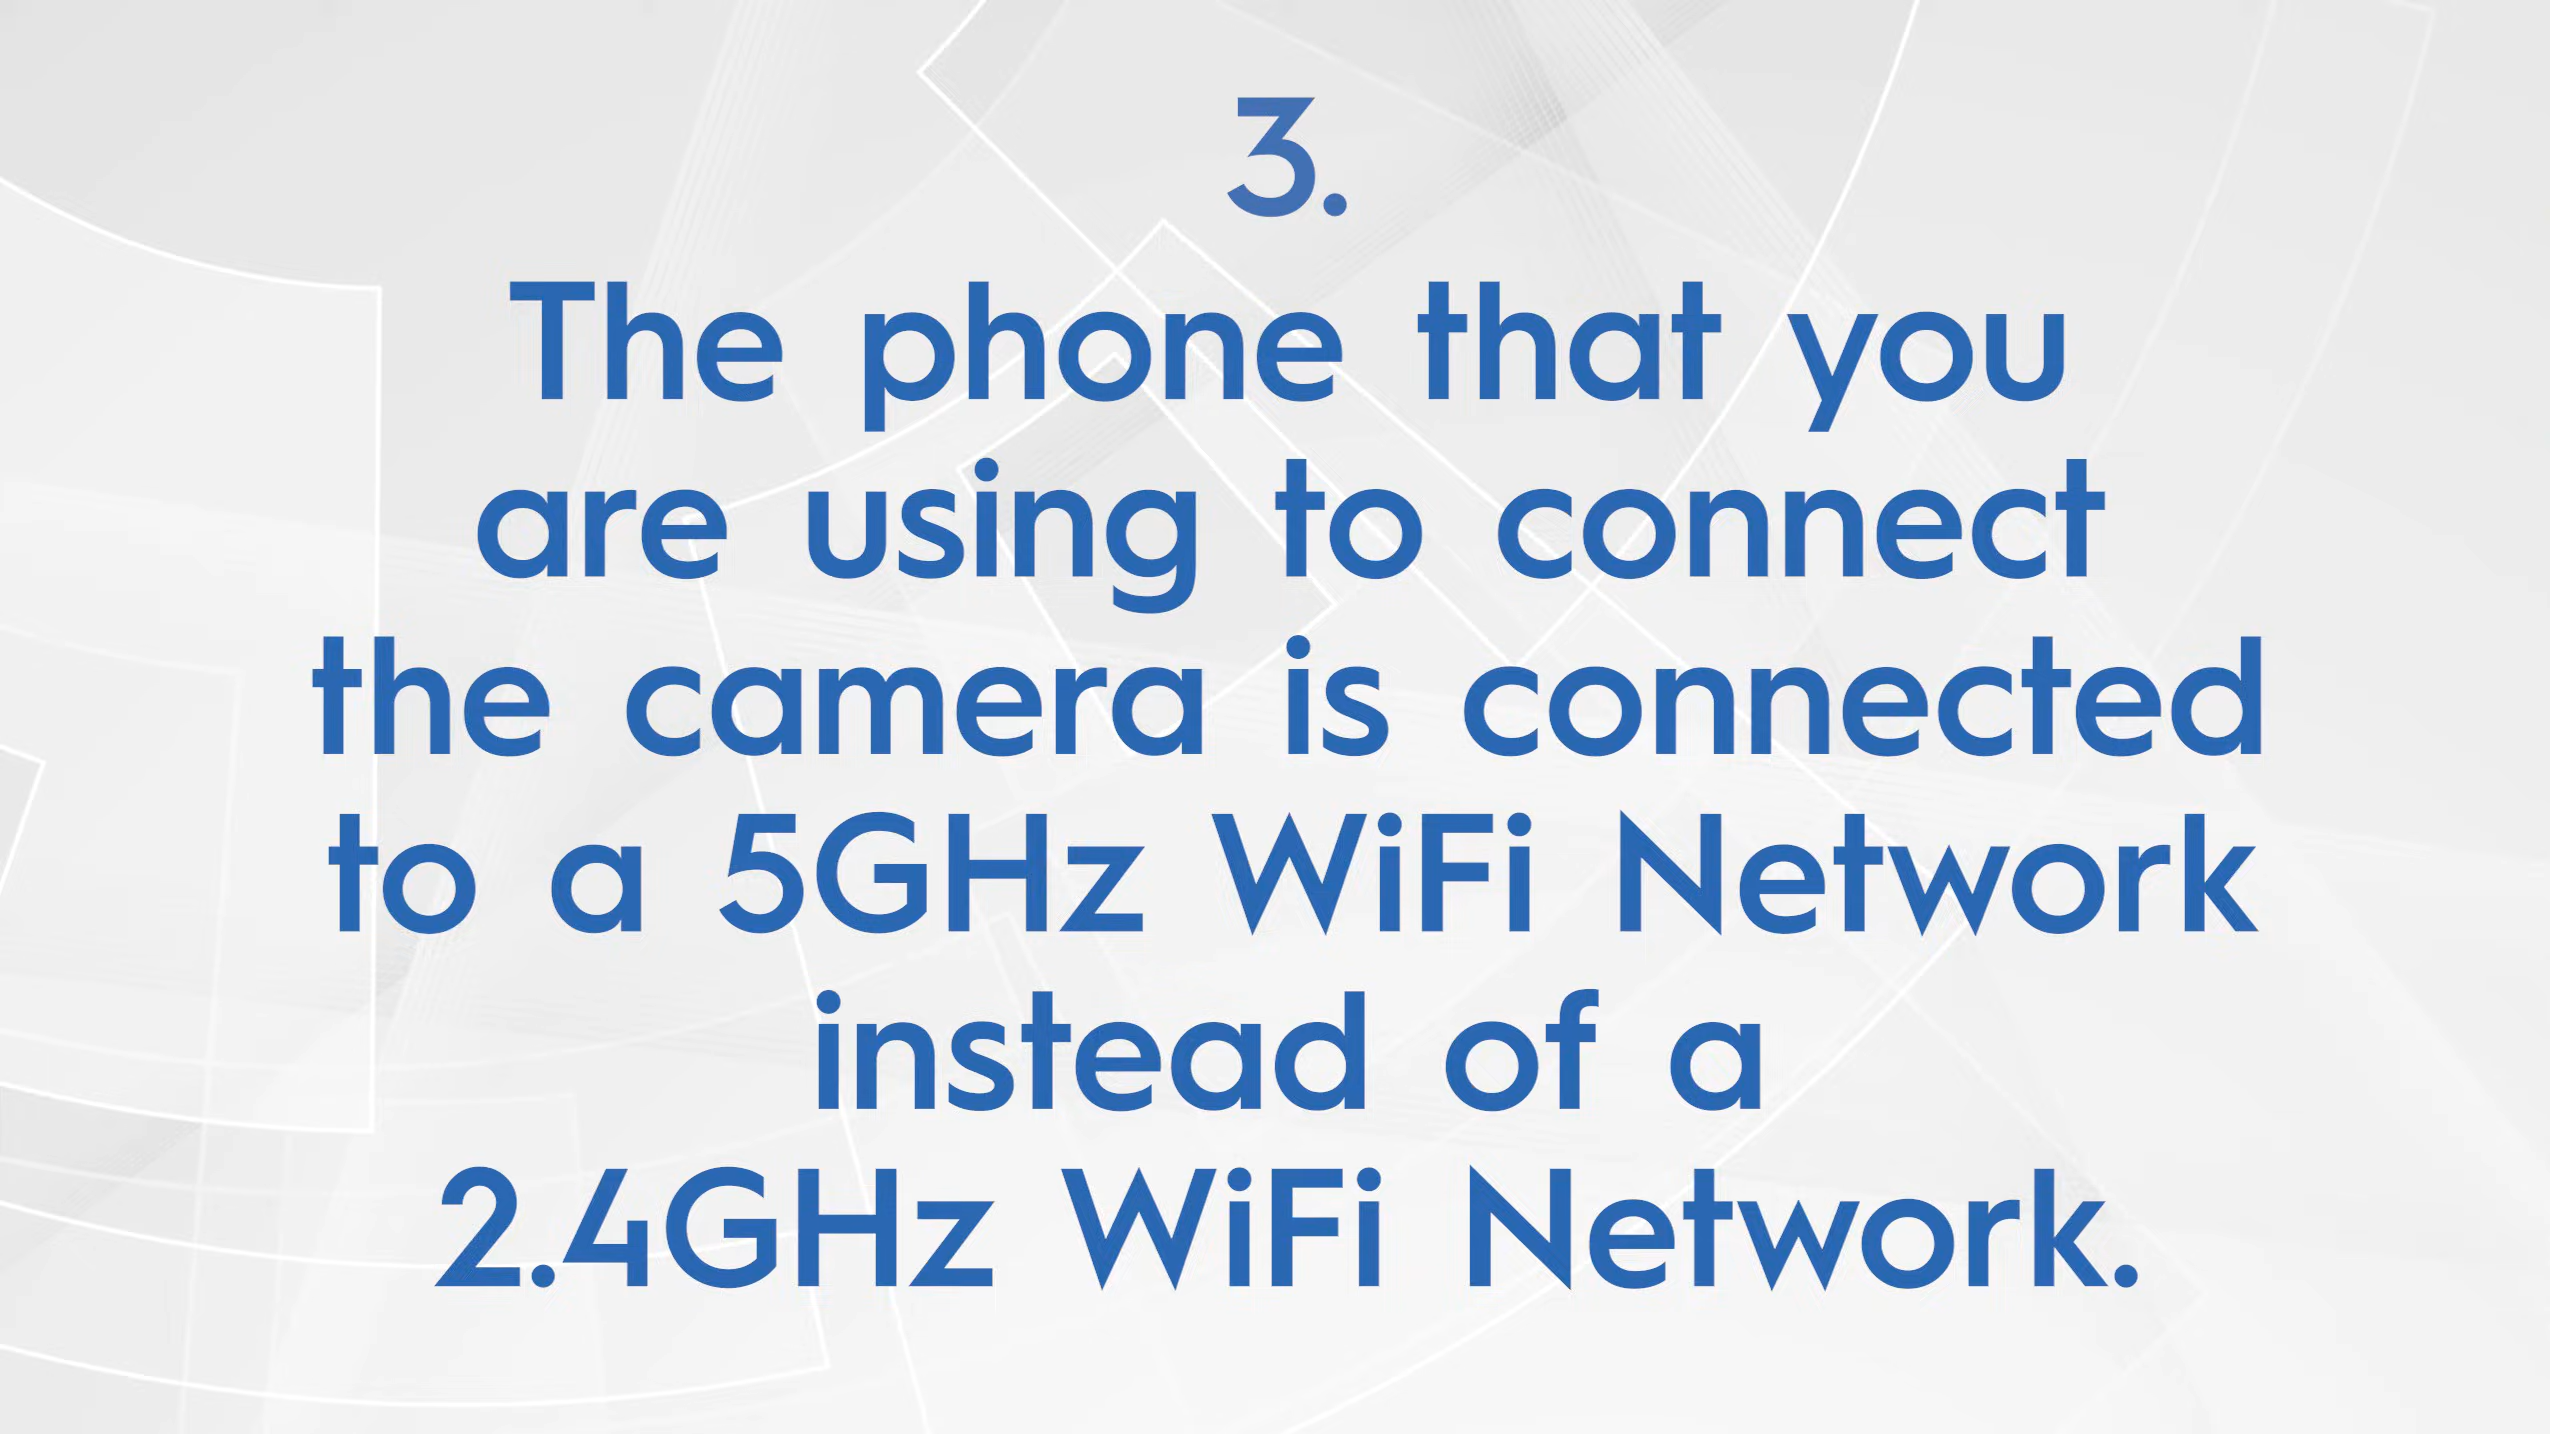 3.
The phone that you
are using to connect
the camera is connected
to a 5GHz WiFi Network
instead of a
2.4GHz WiFi Network.